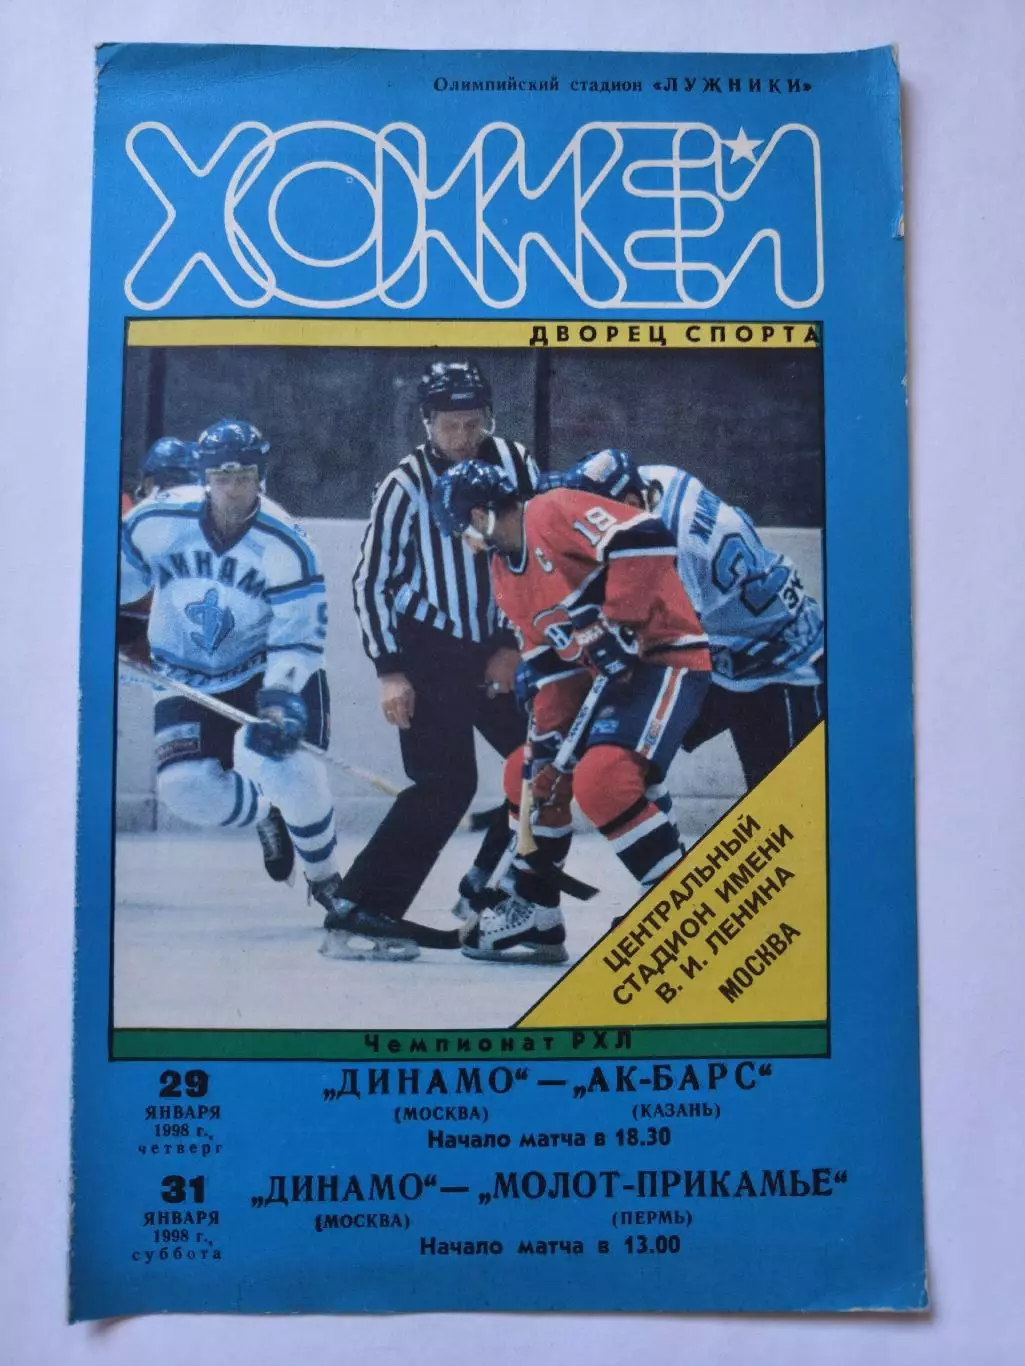 Олимпийский стадион «ЛУЖНИКИ»
ХОККЕЙ
ДВОРЕЦ СПОРТА
ДИНАМО
18
C
ЦЕНТРАЛЬНЫЙ
СТАДИОН ИМЕНИ
В. И. ЛЕНИНА
МОСКВА
Чемпионат РХЛ
29
ЯНВАРЯ
1998 г.,
четверг
„ДИНАМО“ — „АК-БАРС“
(МОСКВА) (КАЗАНЬ)
Начало матча в 18.30
31
ЯНВАРЯ
1998 г.,
суббота
„ДИНАМО“ — „МОЛОТ-ПРИКАМЬЕ“
(МОСКВА) (ПЕРМЬ)
Начало матча в 13.00